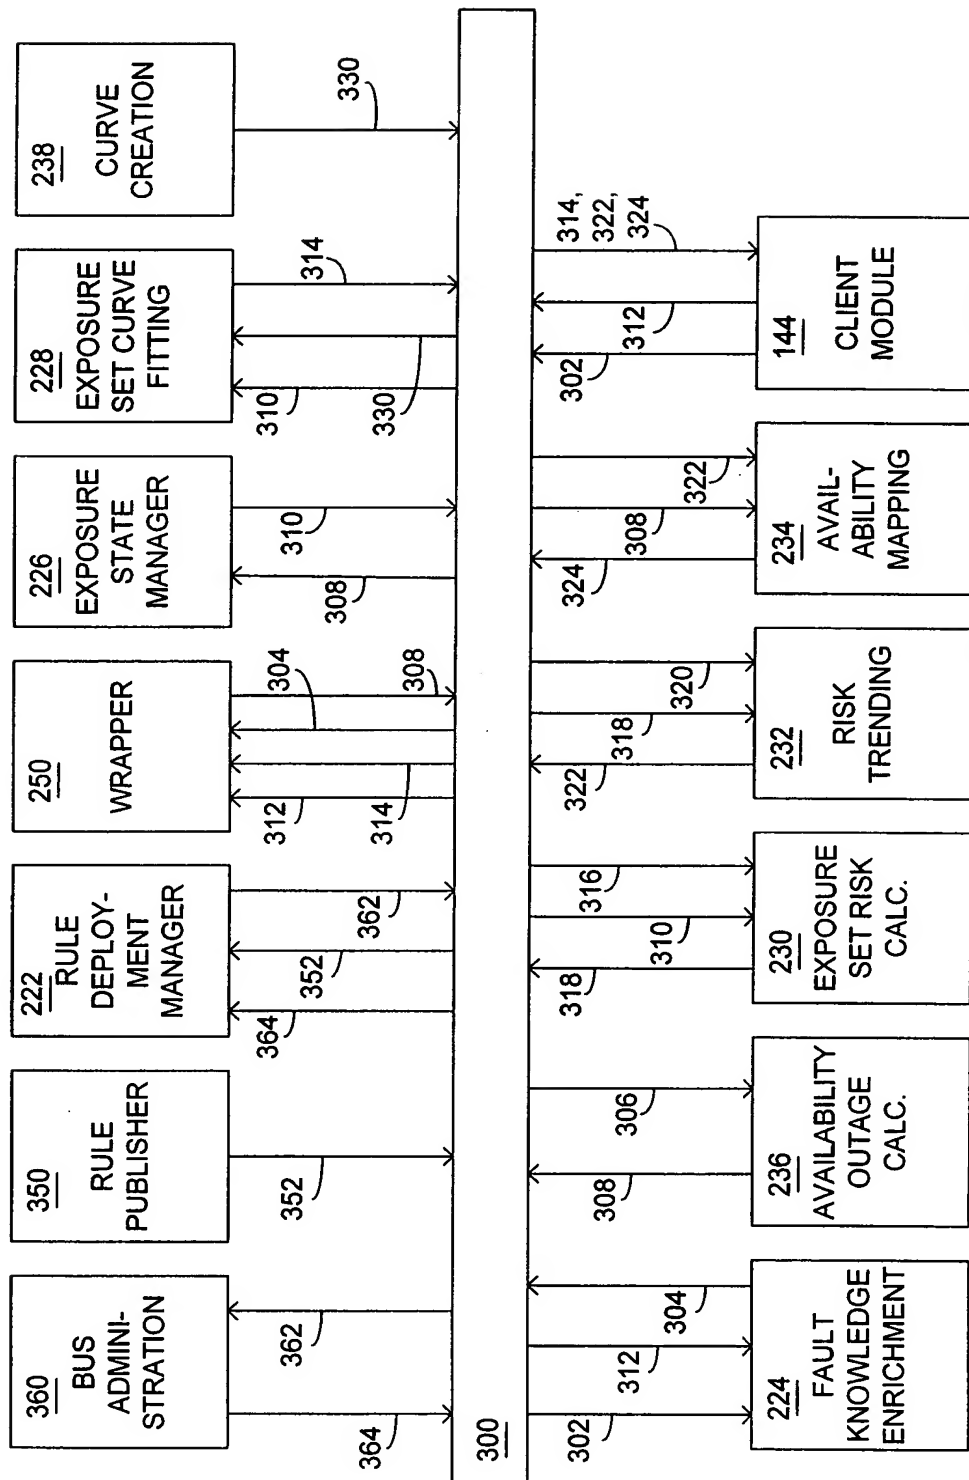 360
BUS
ADMINI-
STRATION
364
362
350
RULE
PUBLISHER
352
222
RULE
DEPLOY-
MENT
MANAGER
364
352
362
250
WRAPPER
312
314
304
308
226
EXPOSURE
STATE
MANAGER
308
310
228
EXPOSURE
SET CURVE
FITTING
310
330
314
238
CURVE
CREATION
330
300
302
312
304
224
FAULT
KNOWLEDGE
ENRICHMENT
308
306
236
AVAILABILITY
OUTAGE
CALC.
318
310
316
230
EXPOSURE
SET RISK
CALC.
322
318
320
232
RISK
TRENDING
324
308
322
234
AVAIL-
ABILITY
MAPPING
302
312
314,
322,
324
144
CLIENT
MODULE